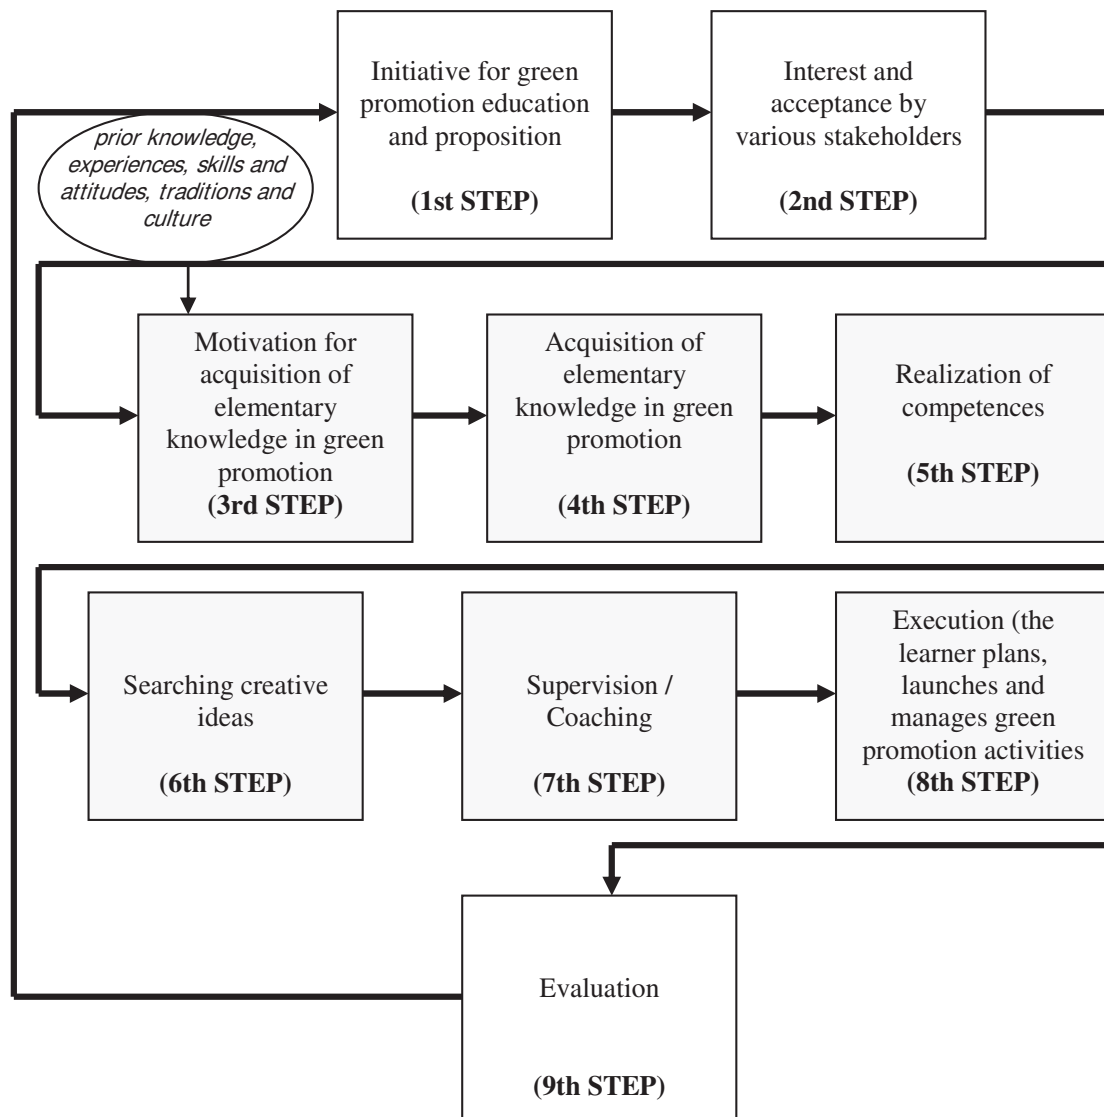 Initiative for green
promotion education
and proposition
(1st STEP)
Interest and
acceptance by
various stakeholders
(2nd STEP)
prior knowledge,
experiences, skills and
attitudes, traditions and
culture
Motivation for
acquisition of
elementary
knowledge in green
promotion
(3rd STEP)
Acquisition of
elementary
knowledge in green
promotion
(4th STEP)
Realization of
competences
(5th STEP)
Searching creative
ideas
(6th STEP)
Supervision /
Coaching
(7th STEP)
Execution (the
learner plans,
launches and
manages green
promotion activities
(8th STEP)
Evaluation
(9th STEP)